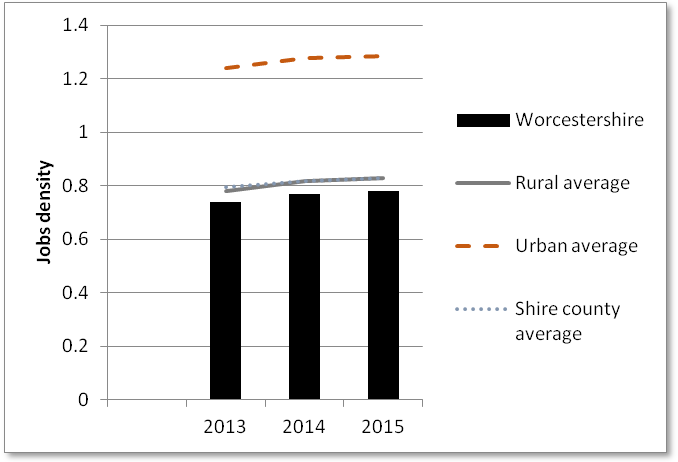 1.4
1.2
1
0.8
0.6
0.4
0.2
0
Jobs density
2013 2014 2015
Worcestershire
Rural average
Urban average
Shire county
average